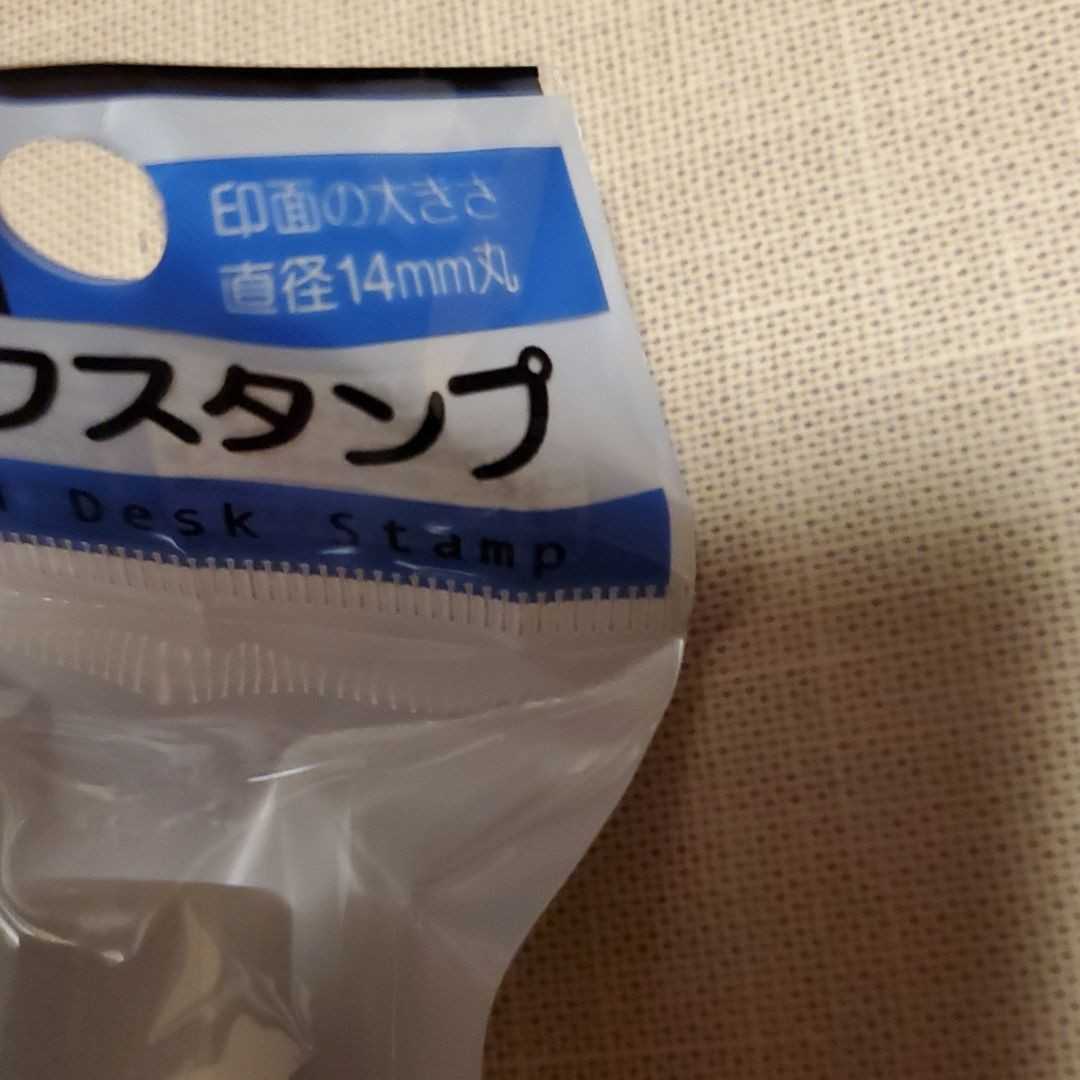 印面の大きさ
直径14mm丸
クスタンプ
Desk Stamp